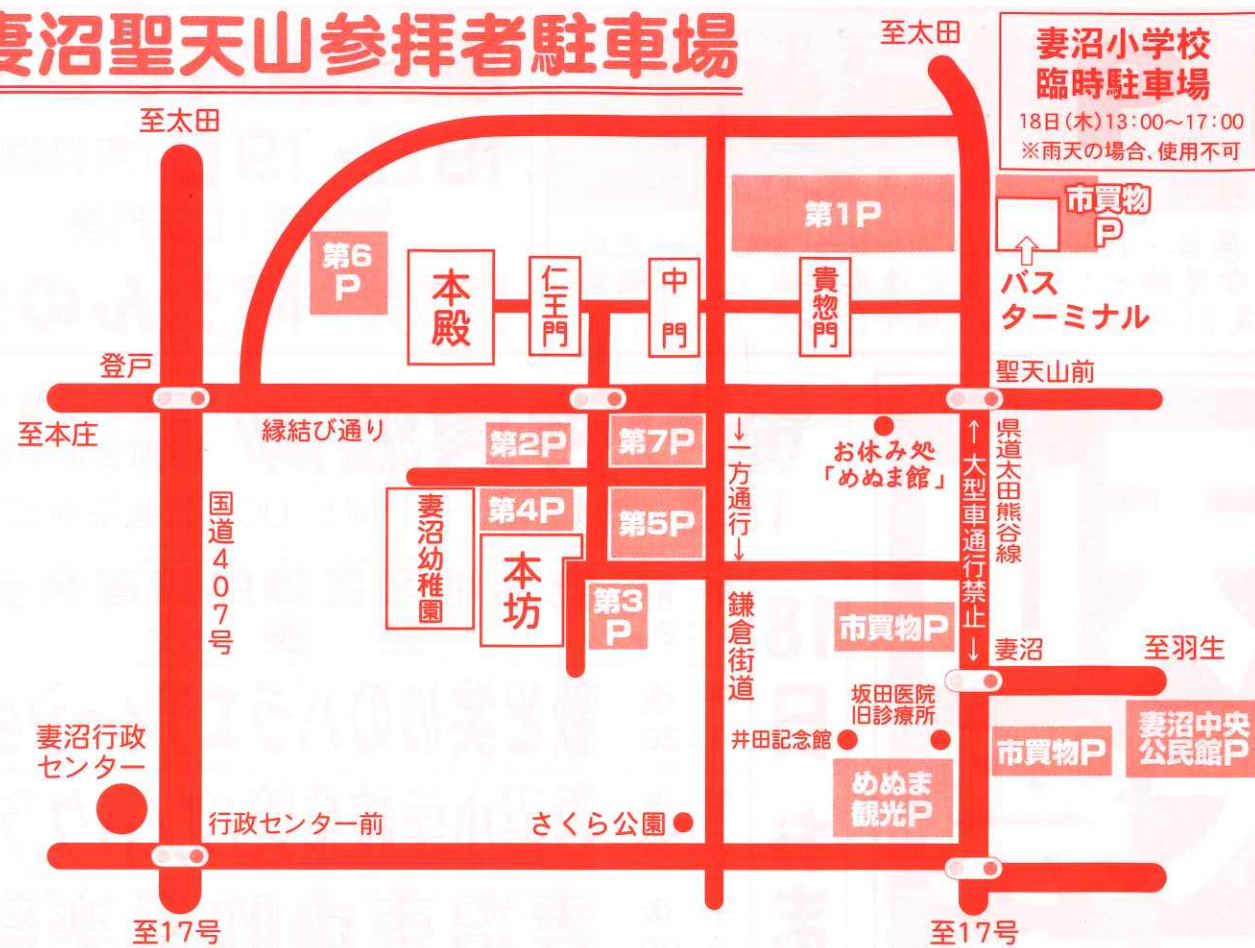 妻沼聖天山参拝者駐車場
至太田
妻沼小学校
臨時駐車場
18日(木)13:00〜17:00
※雨天の場合、使用不可
至太田
第1P
市買物
P
第6
P
本殿
仁王門
中門
貴惣門
バス
ターミナル
登戸
聖天山前
至本庄
縁結び通り
第2P
第7P
←一方通行→
お休み処
「めぬま館」
←大型車通行禁止→
県道太田熊谷線
国道407号
妻沼幼稚園
第4P
第5P
本坊
第3
P
鎌倉街道
市買物P
妻沼
至羽生
坂田医院
旧診療所
井田記念館
市買物P
妻沼中央
公民館P
妻沼行政
センター
めぬま
観光P
行政センター前
さくら公園
至17号
至17号